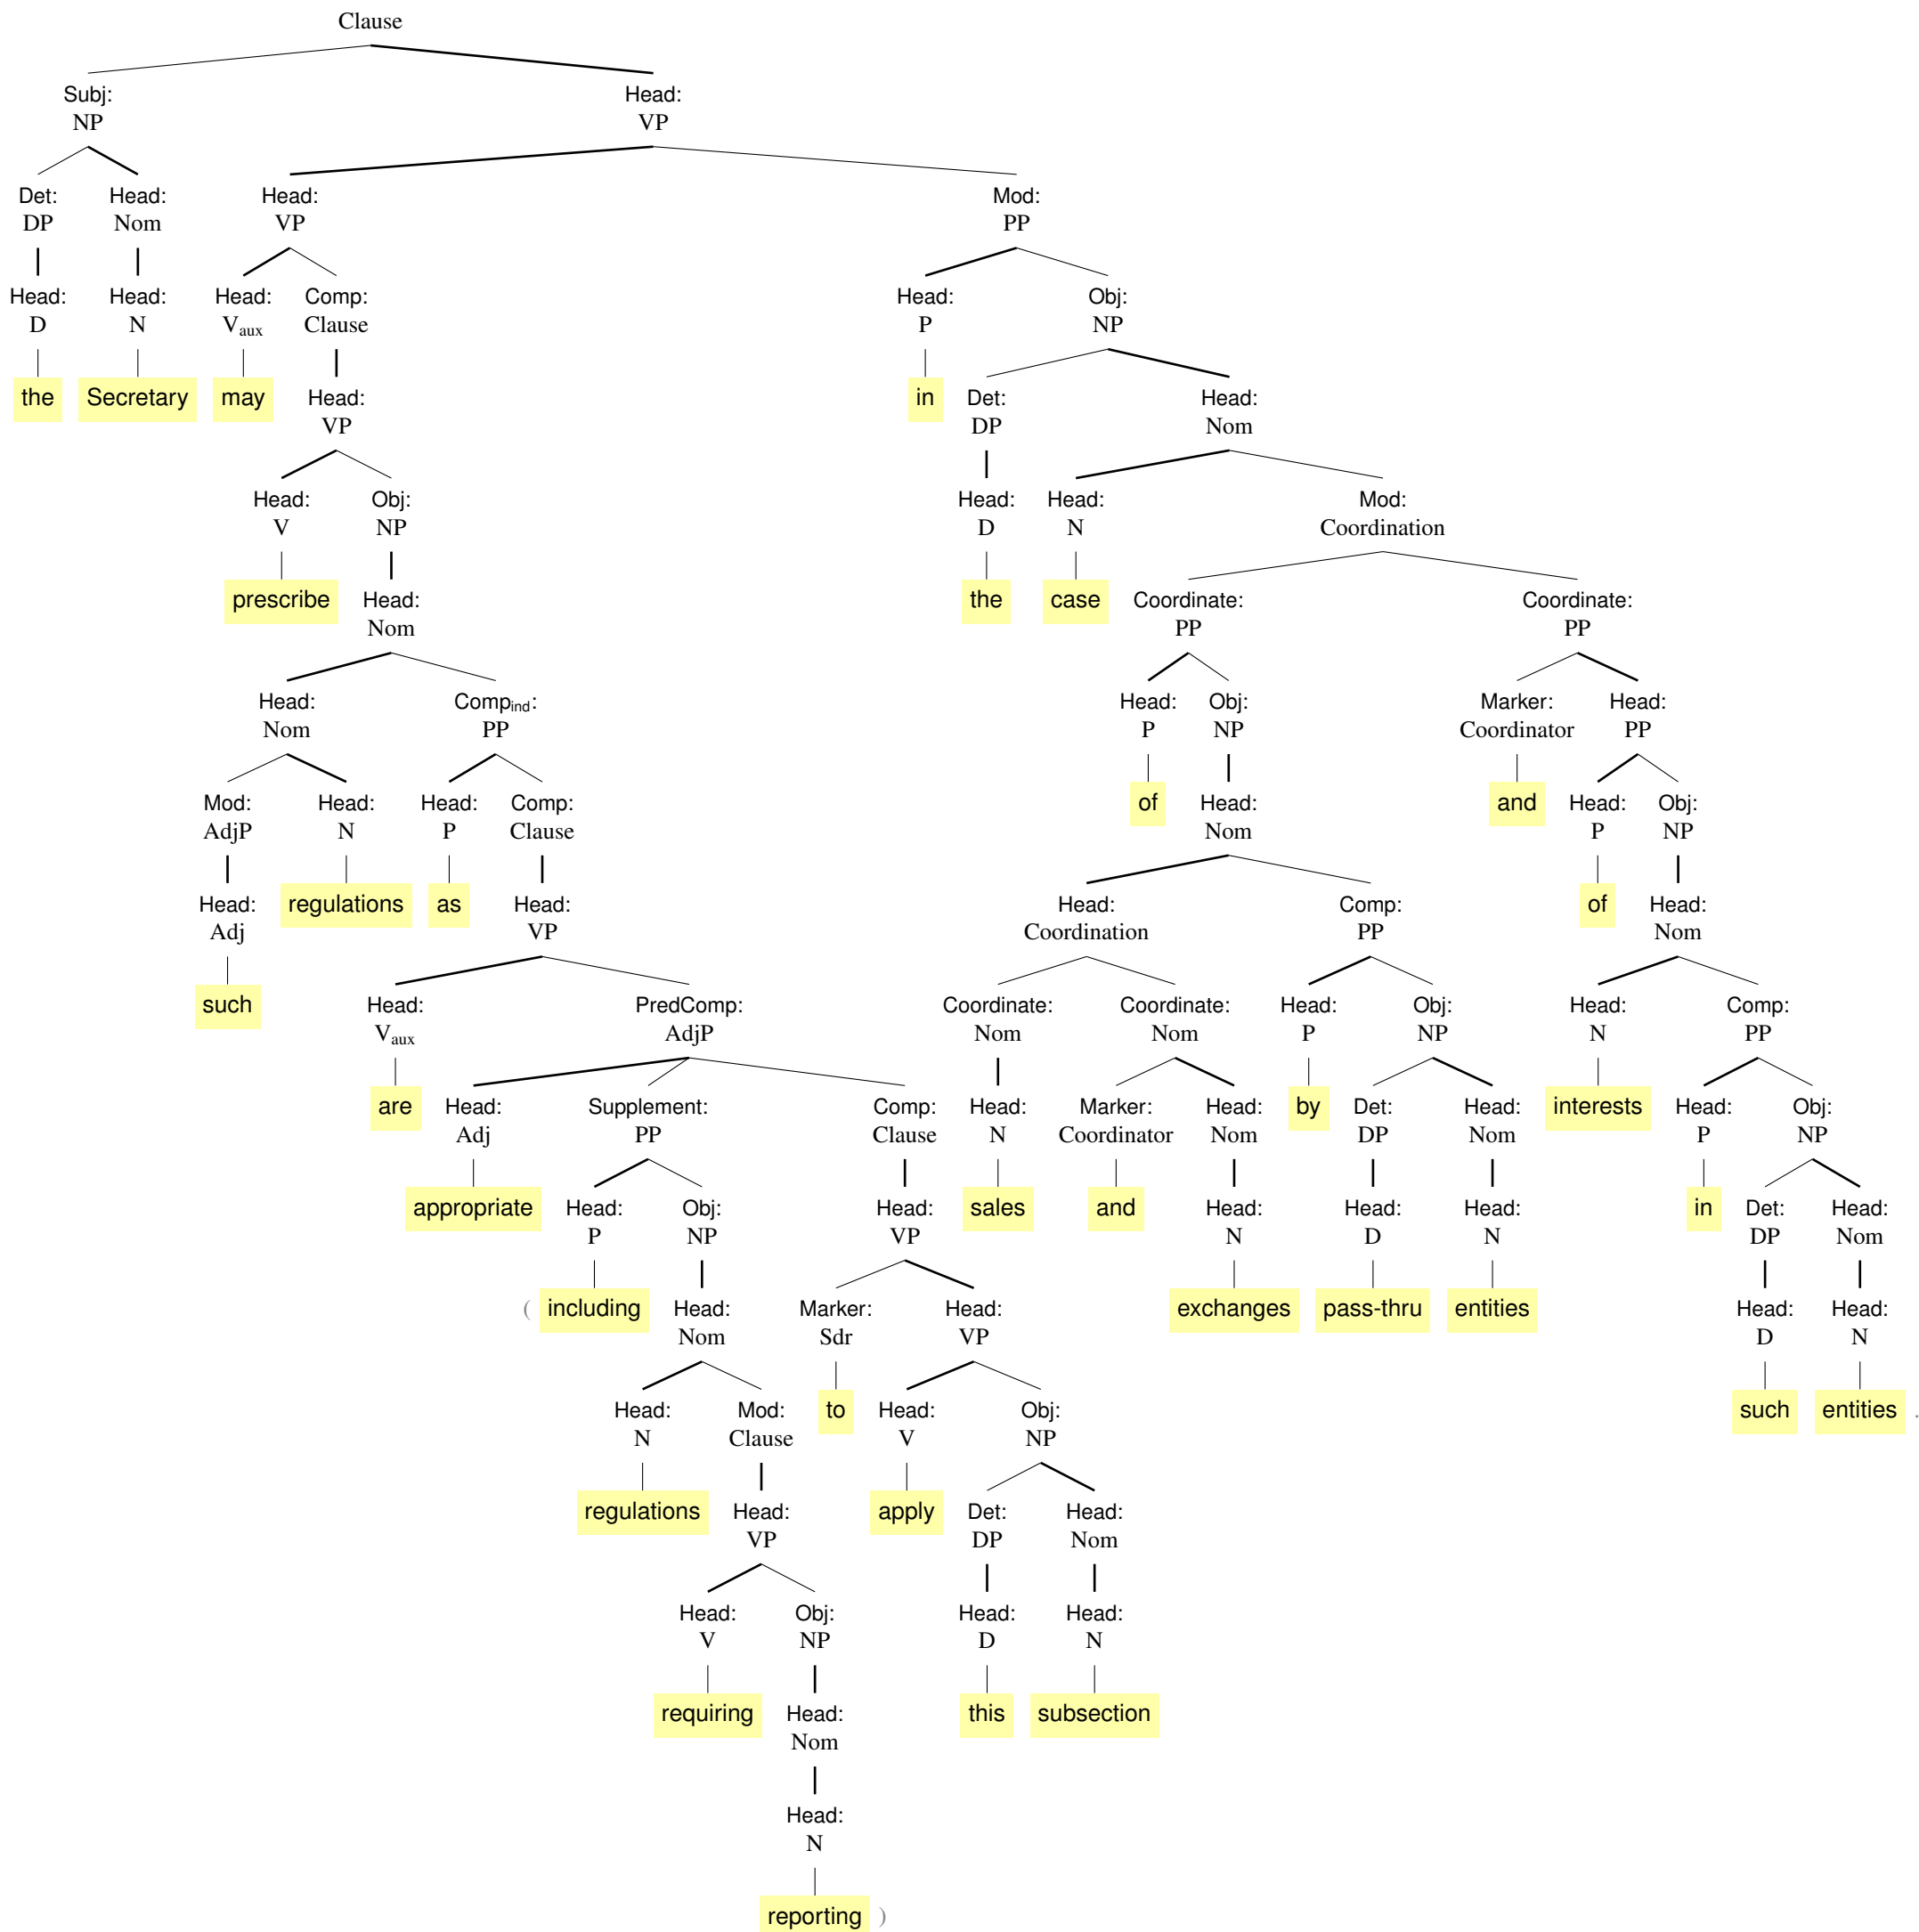 Clause
Subj: Head:
NP VP
Det: Head: Head: Mod:
DP Nom VP PP
Head: Head: Head: Comp: Head: Obj:
D N Vaux Clause P NP
the Secretary may Head: in Det: Head:
VP DP Nom
Head: Obj: Head: Head: Mod:
V NP D N Coordination
prescribe Head: the case Coordinate: Coordinate:
Nom PP PP
Head: Compind: Head: Obj: Marker: Head:
Nom PP P NP Coordinator PP
Mod: Head: Head: Comp: of Head: and Head: Obj:
AdjP N P Clause Nom P NP
Head: regulations as Head: Head: Comp: of Head:
Adj VP Coordination PP Nom
such Head: PredComp: Coordinate: Coordinate: Head: Obj: Head: Comp:
Vaux AdjP Nom Nom P NP N PP
are Head: Supplement: Comp: Head: Marker: Head: by Det: Head: interests Head: Obj:
Adj PP Clause N Coordinator Nom DP Nom P NP
appropriate Head: Obj: Head: sales and Head: Head: Head: in Det: Head:
P NP VP N D N DP Nom
( including Head: Marker: Head: exchanges pass-thru entities Head: Head:
Nom Sdr VP D N
Head: Mod: to Head: Obj: such entities .
N Clause V NP
regulations Head: apply Det: Head:
VP DP Nom
Head: Obj: Head: Head:
V NP D N
requiring Head: this subsection
Nom
Head:
N
reporting )